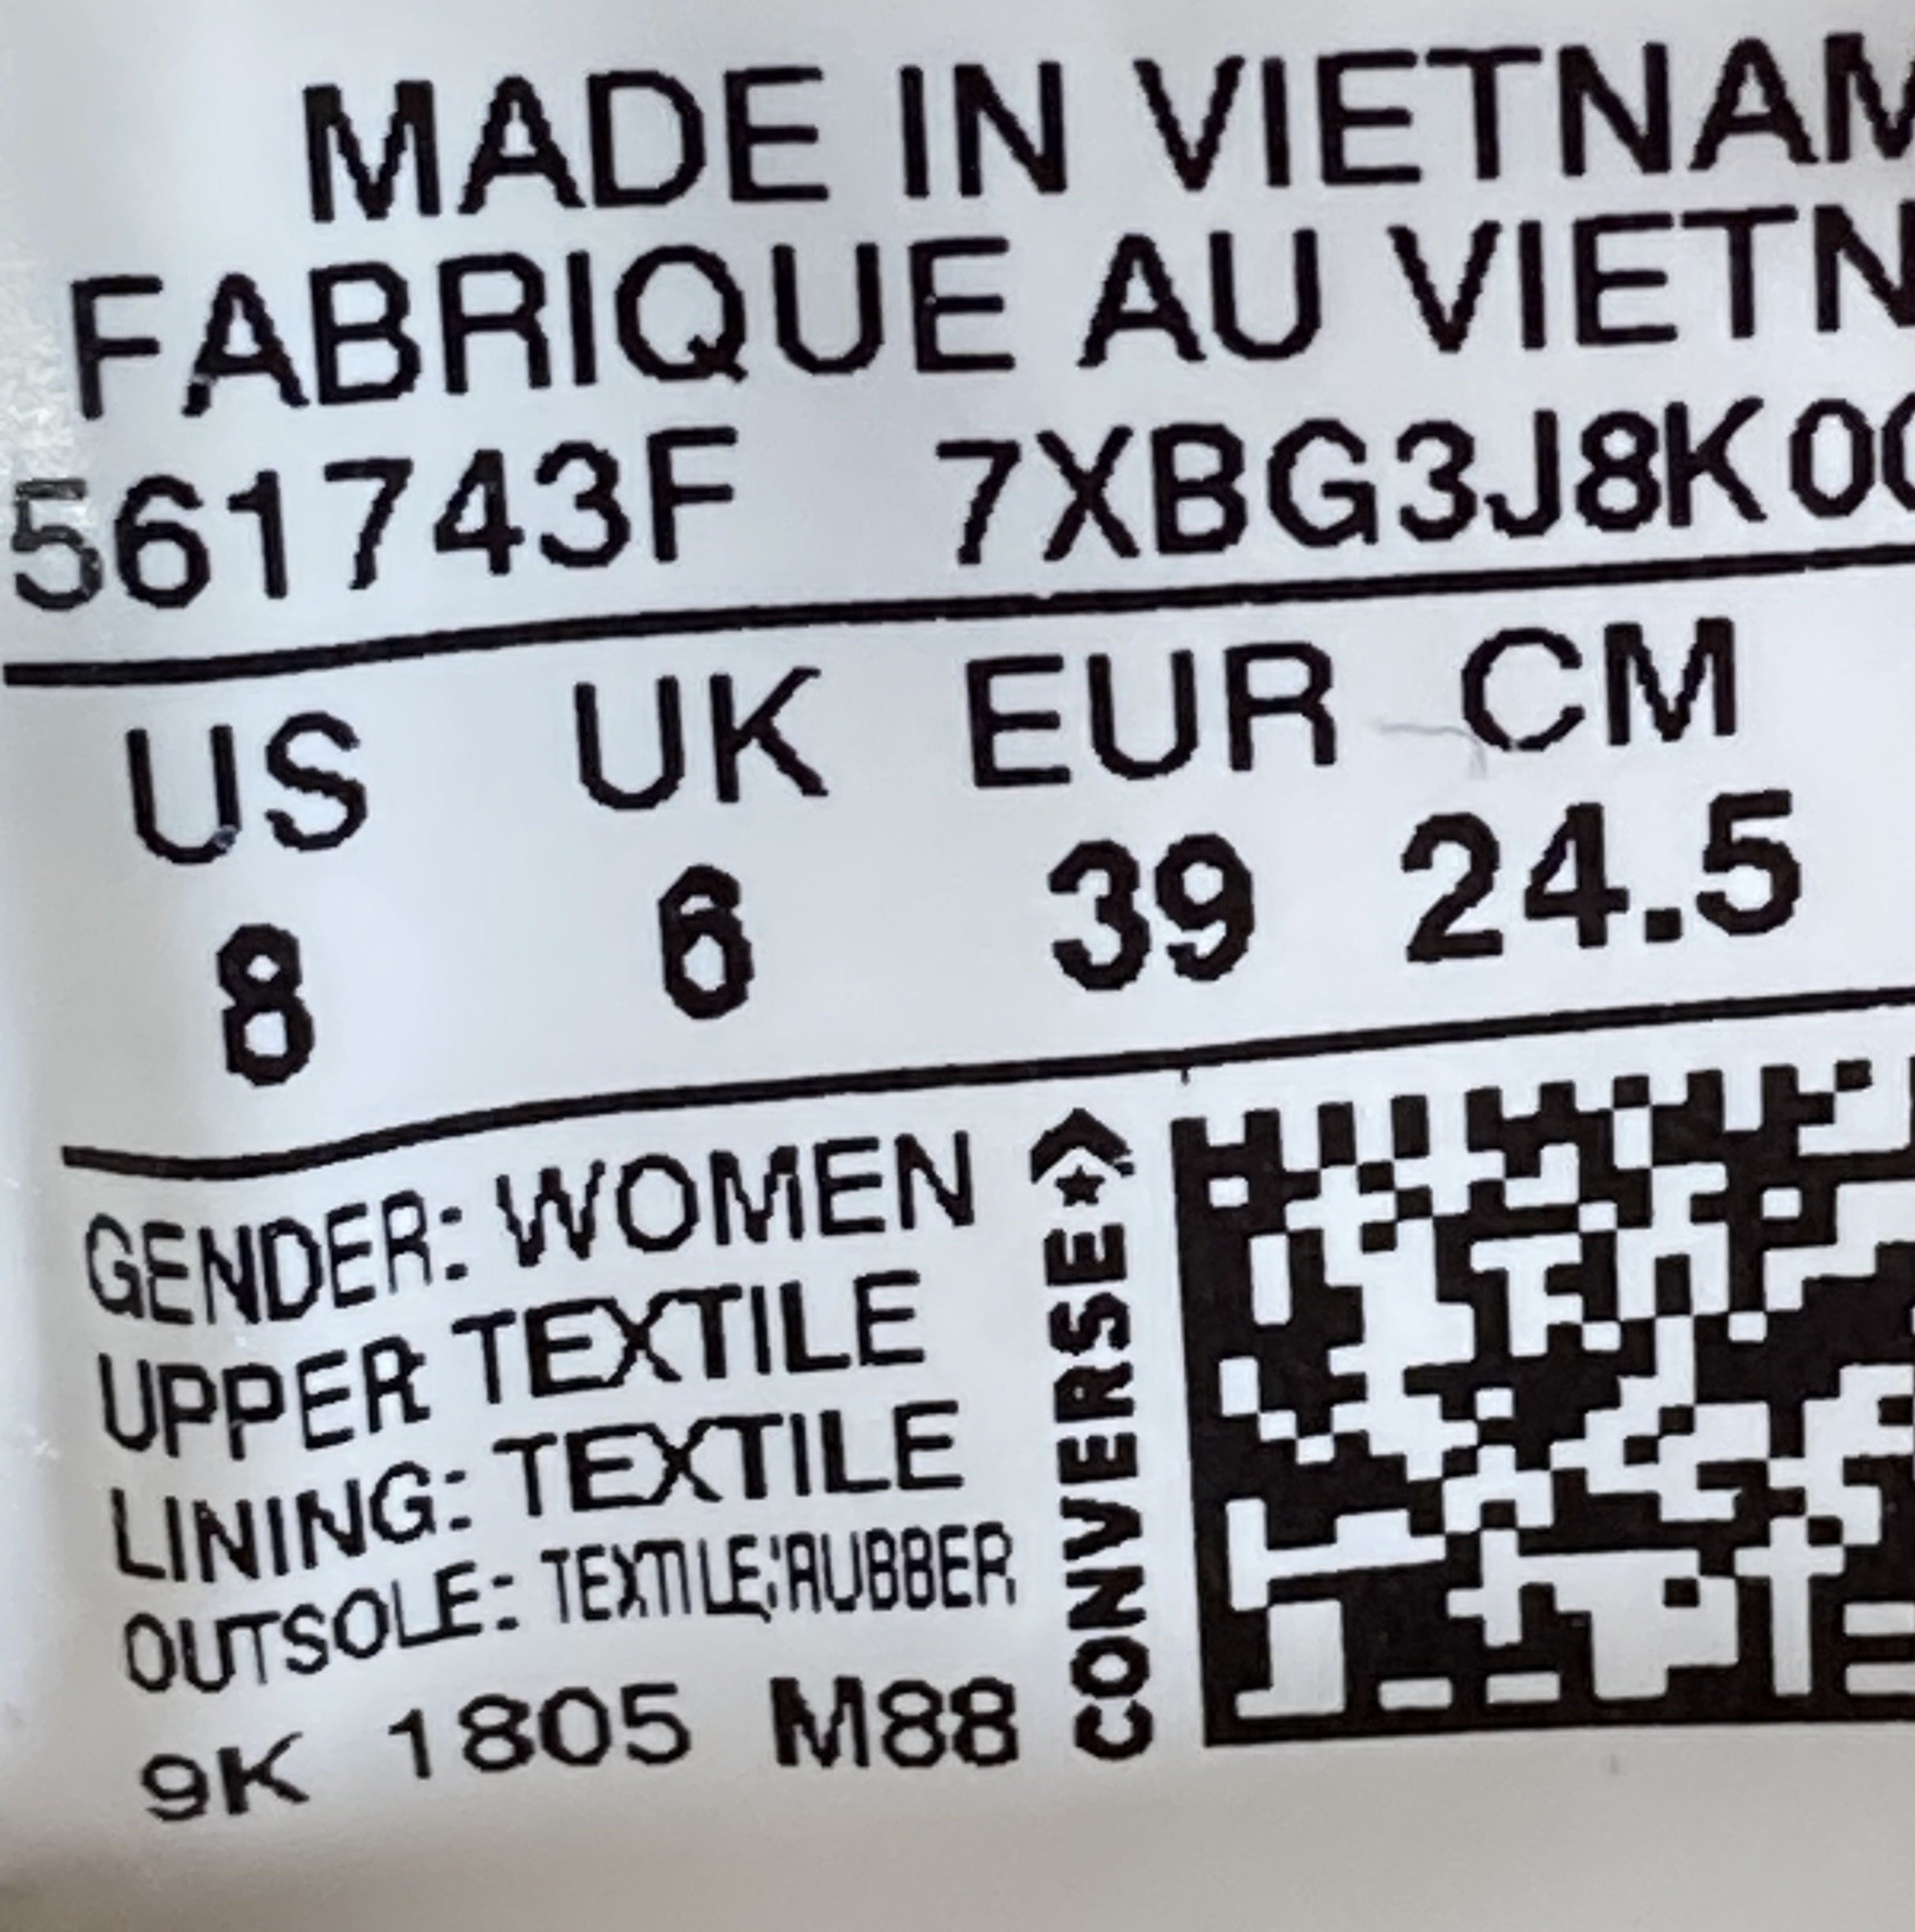 MADE IN VIETNAM
FABRIQUE AU VIETN
561743F 7XBG3J8K0
US UK EUR CM
8 6 39 24.5
GENDER: WOMEN
UPPER TEXTILE
LINING: TEXTILE
OUTSOLE: TEXTILE;RUBBER
9K 1805 M88
CONVERSE